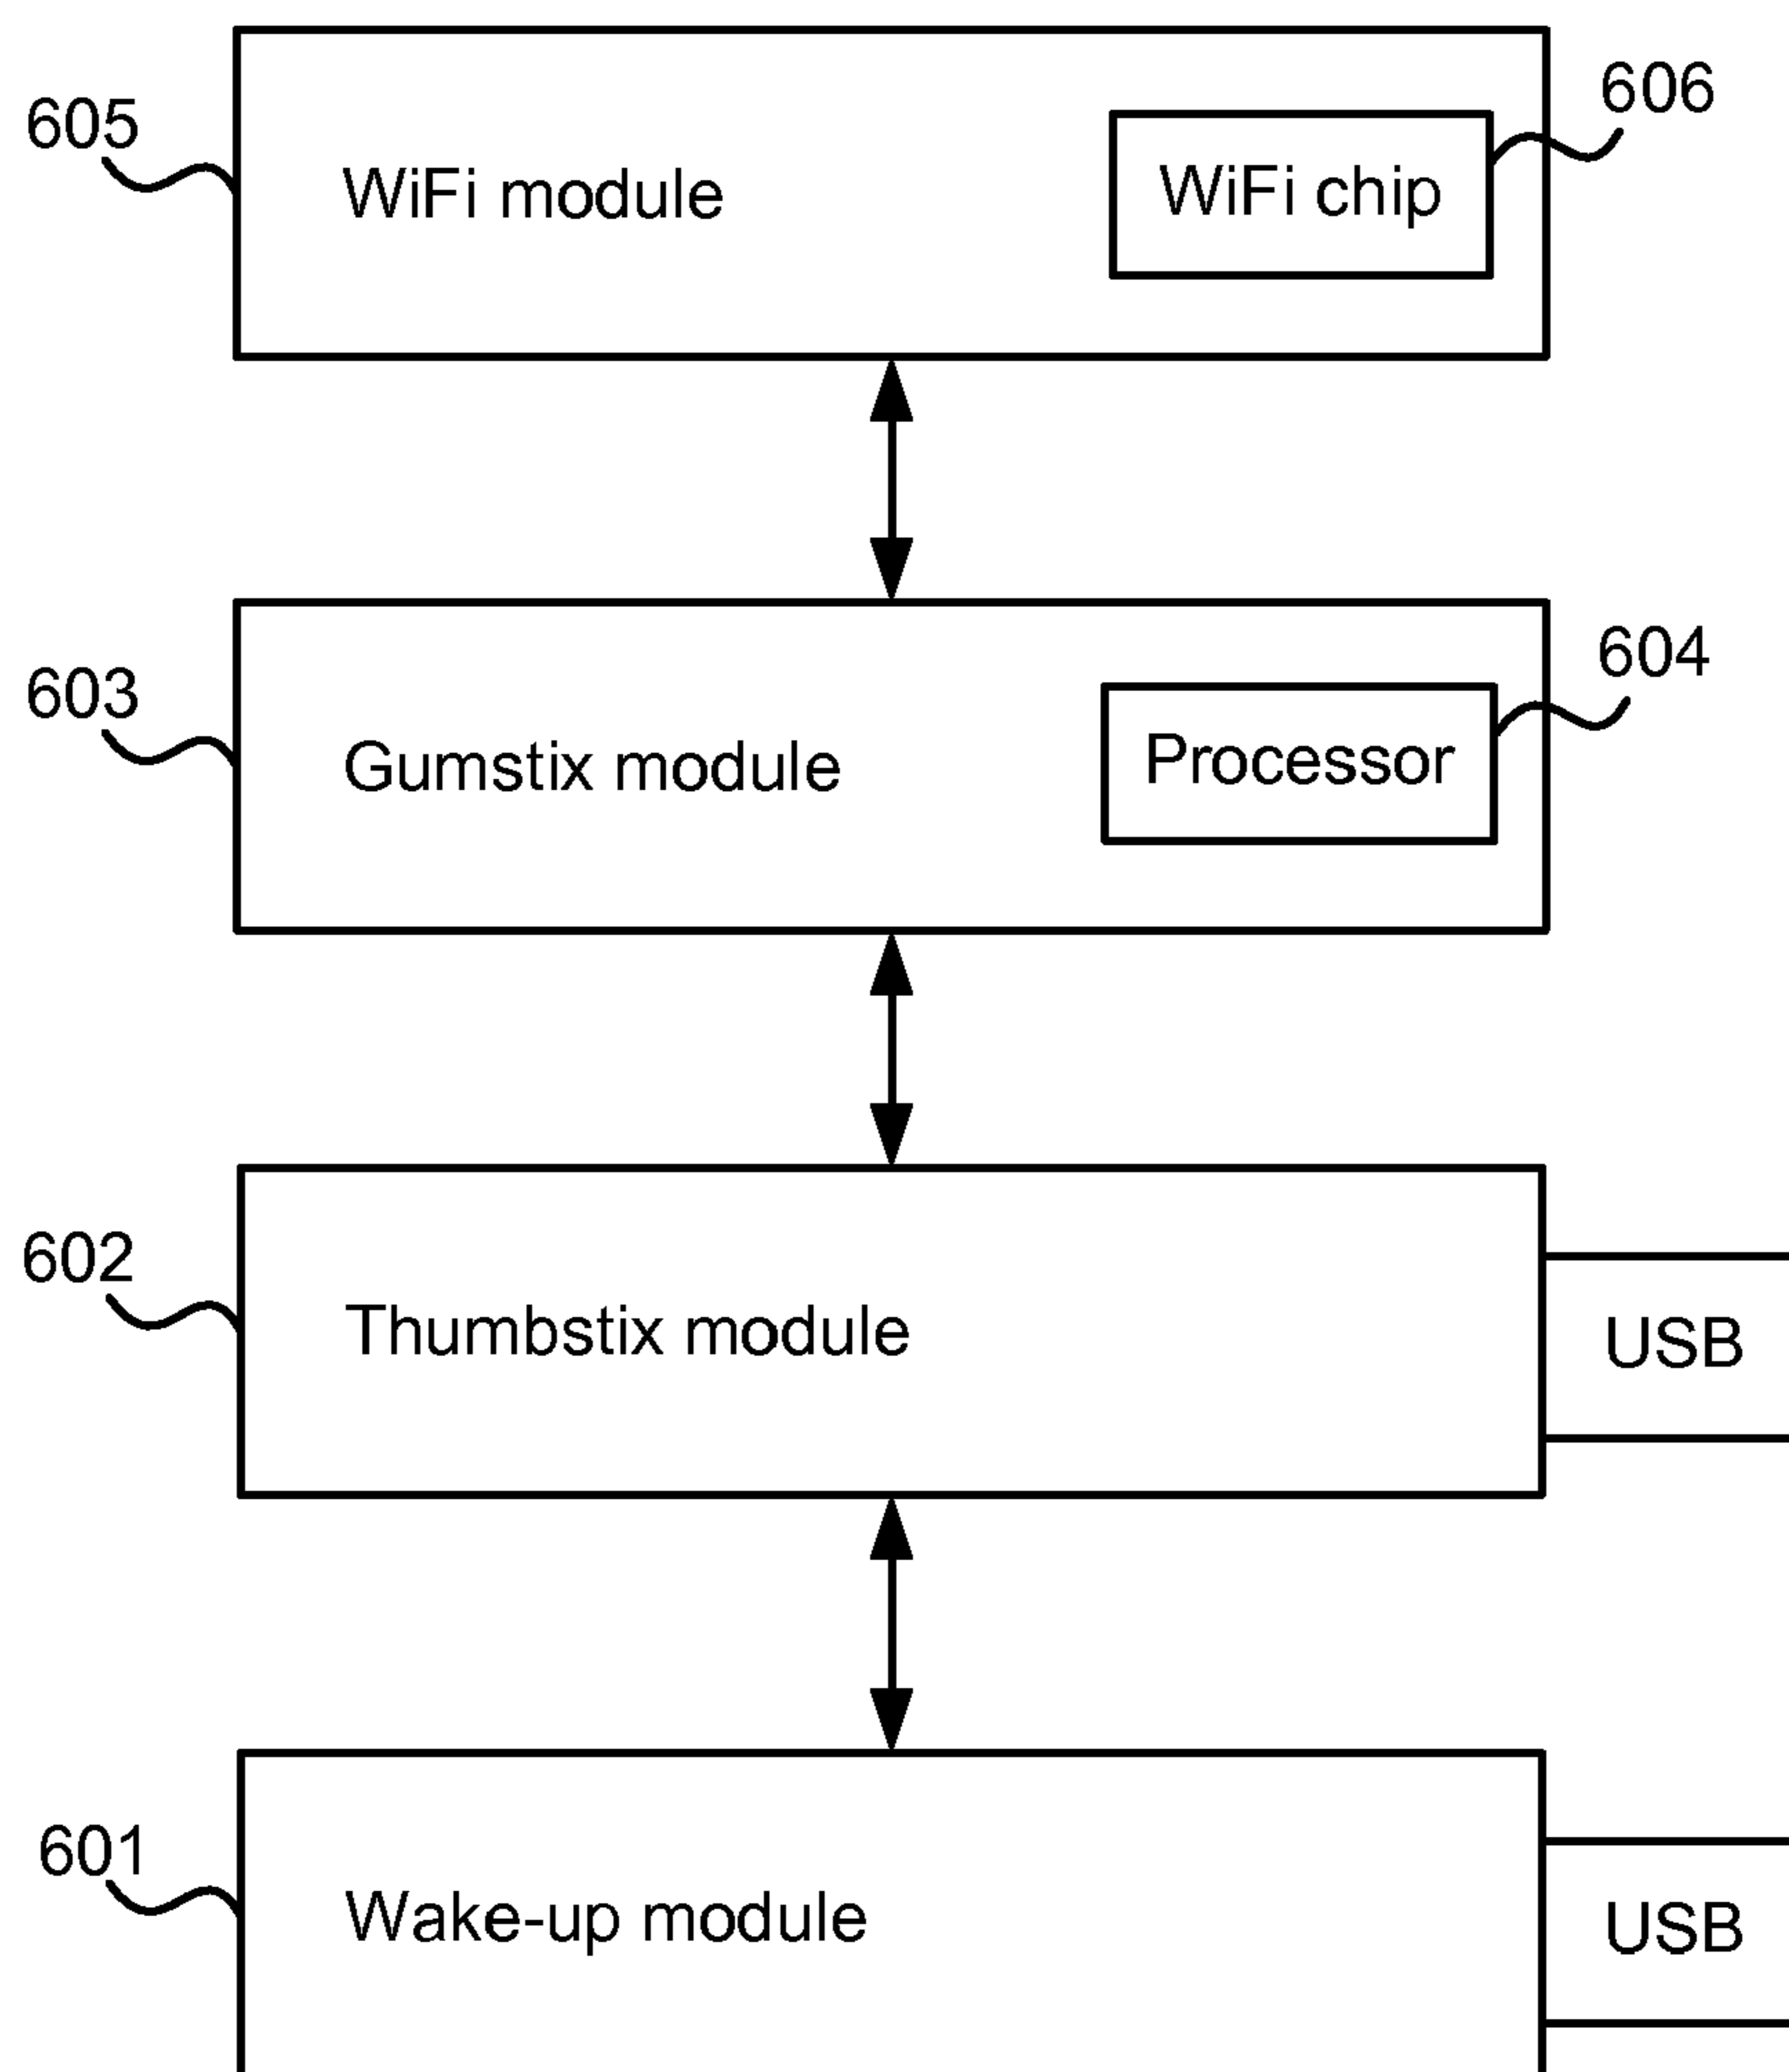 606
605
WiFi module
WiFi chip
604
603
Gumstix module
Processor
602
Thumbstix module
USB
601
Wake-up module
USB